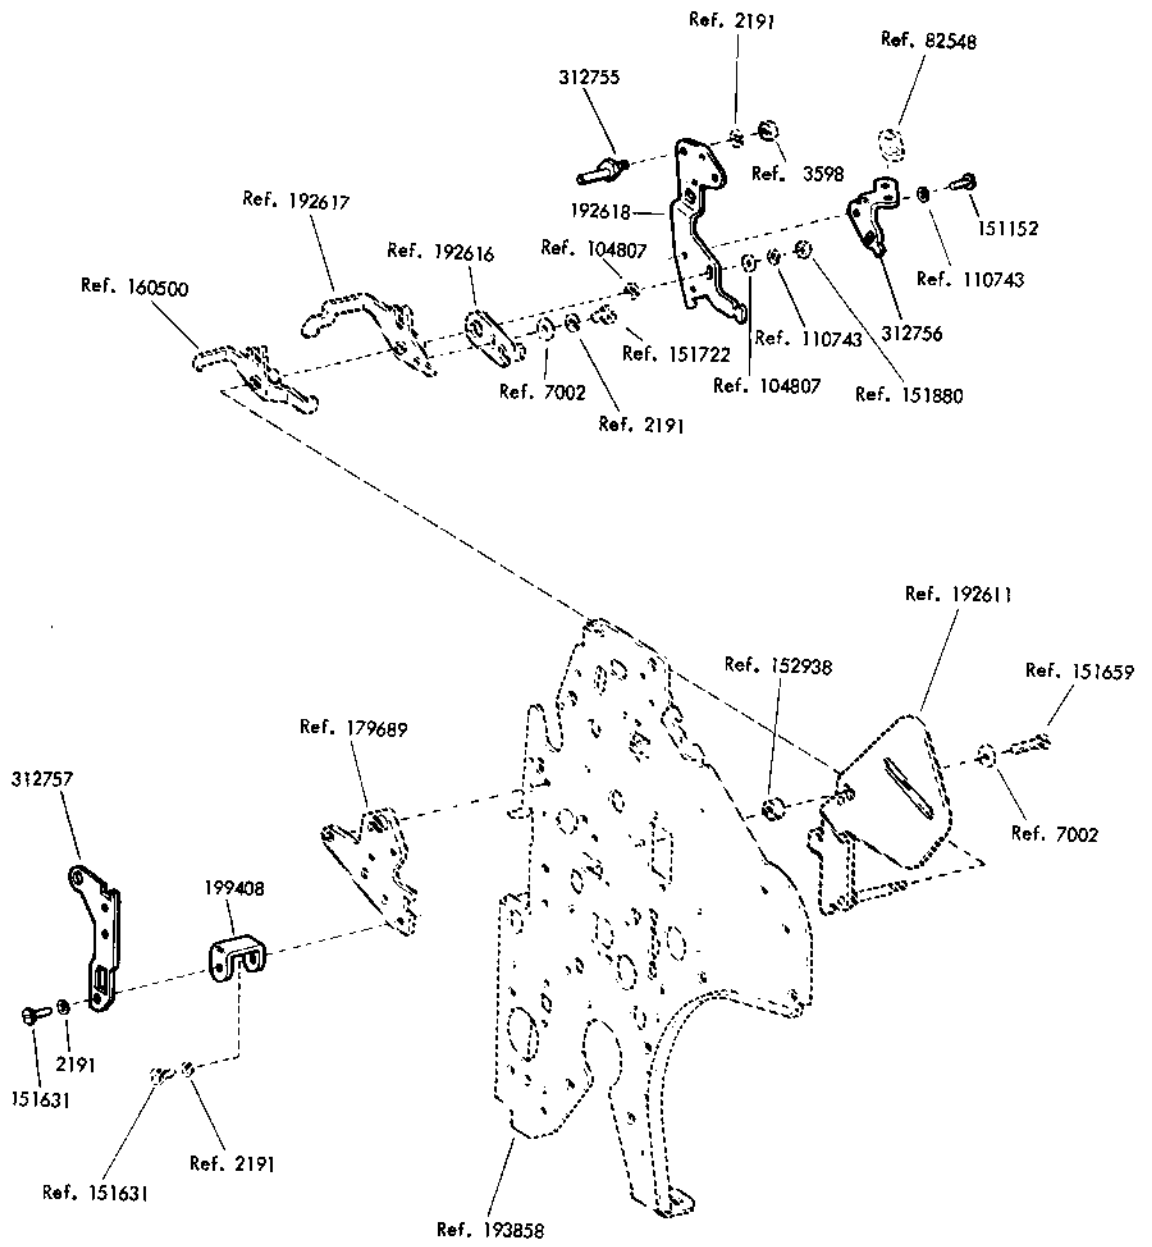 Ref. 2191
Ref. 82548
312755
Ref. 3598
Ref. 192617
192618
151152
Ref. 104807
Ref. 192616
Ref. 110743
Ref. 160500
312756
Ref. 110743
Ref. 151722
Ref. 104807
Ref. 7002
Ref. 151880
Ref. 2191
Ref. 192611
Ref. 152938
Ref. 151659
Ref. 179689
312757
Ref. 7002
199408
2191
151631
Ref. 2191
Ref. 151631
Ref. 193858